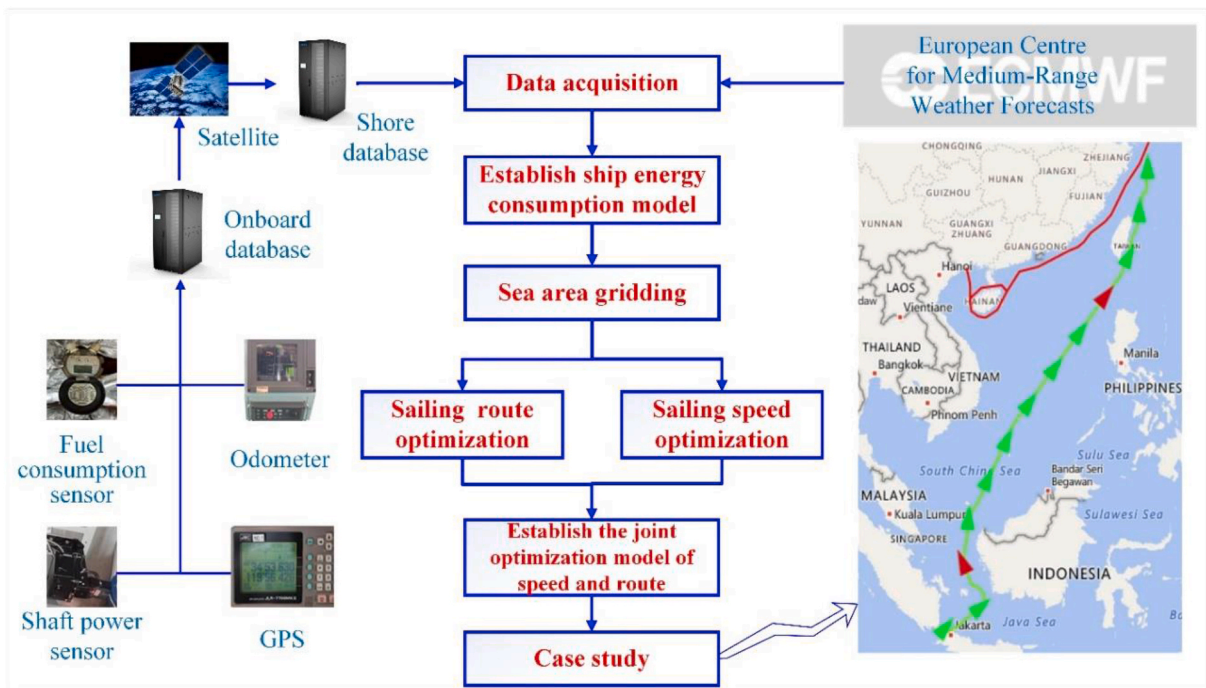 Satellite
Shore
database
Onboard
database
Fuel
consumption
sensor
Odometer
Shaft power
sensor
GPS
Data acquisition
Establish ship energy
consumption model
Sea area gridding
Sailing route
optimization
Sailing speed
optimization
Establish the joint
optimization model of
speed and route
Case study
ECMWF
European Centre
for Medium-Range
Weather Forecasts
CHONGQING
ZHEJIANG
HUNAN
JIANGXI
GUIZHOU
FUJIAN
YUNNAN
GUANGXI
ZHUANG
GUANGDONG
TAIWAN
Hanoi
LAOS
HAINAN
daw
Vientiane
THAILAND
Bangkok
VIETNAM
Manila
CAMBODIA
PHILIPPINES
Phnom Penh
Sulu Sea
South China Sea
Bandar Seri
Begawan
MALAYSIA
Kuala Lumpur
Sulawesi Sea
SINGAPORE
INDONESIA
Jakarta
Java Sea
Ba